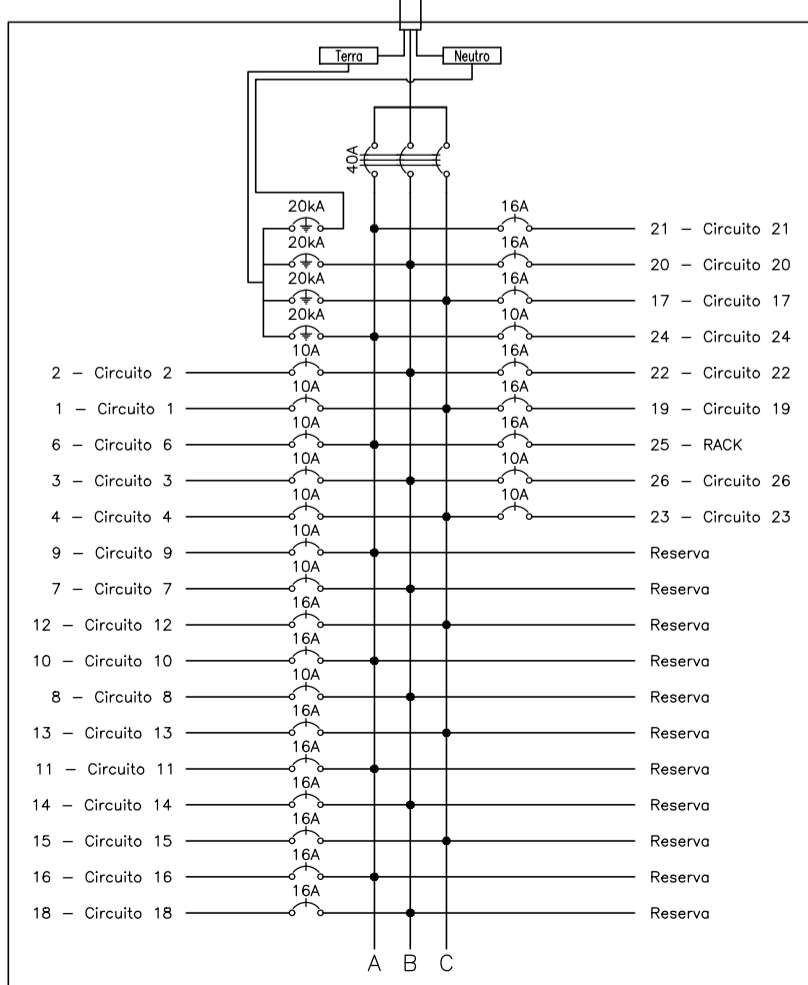 Terra Neutro
40A
20kA 16A
21 - Circuito 21
20kA 16A
20 - Circuito 20
20kA 16A
17 - Circuito 17
20kA 10A
24 - Circuito 24
10A 16A
2 - Circuito 2 22 - Circuito 22
10A 16A
1 - Circuito 1 19 - Circuito 19
10A 16A
6 - Circuito 6 25 - RACK
10A 10A
3 - Circuito 3 26 - Circuito 26
10A 10A
4 - Circuito 4 23 - Circuito 23
10A
9 - Circuito 9 Reserva
10A
7 - Circuito 7 Reserva
16A
12 - Circuito 12 Reserva
16A
10 - Circuito 10 Reserva
10A
8 - Circuito 8 Reserva
16A
13 - Circuito 13 Reserva
16A
11 - Circuito 11 Reserva
16A
14 - Circuito 14 Reserva
16A
15 - Circuito 15 Reserva
16A
16 - Circuito 16 Reserva
16A
18 - Circuito 18 Reserva
A B C